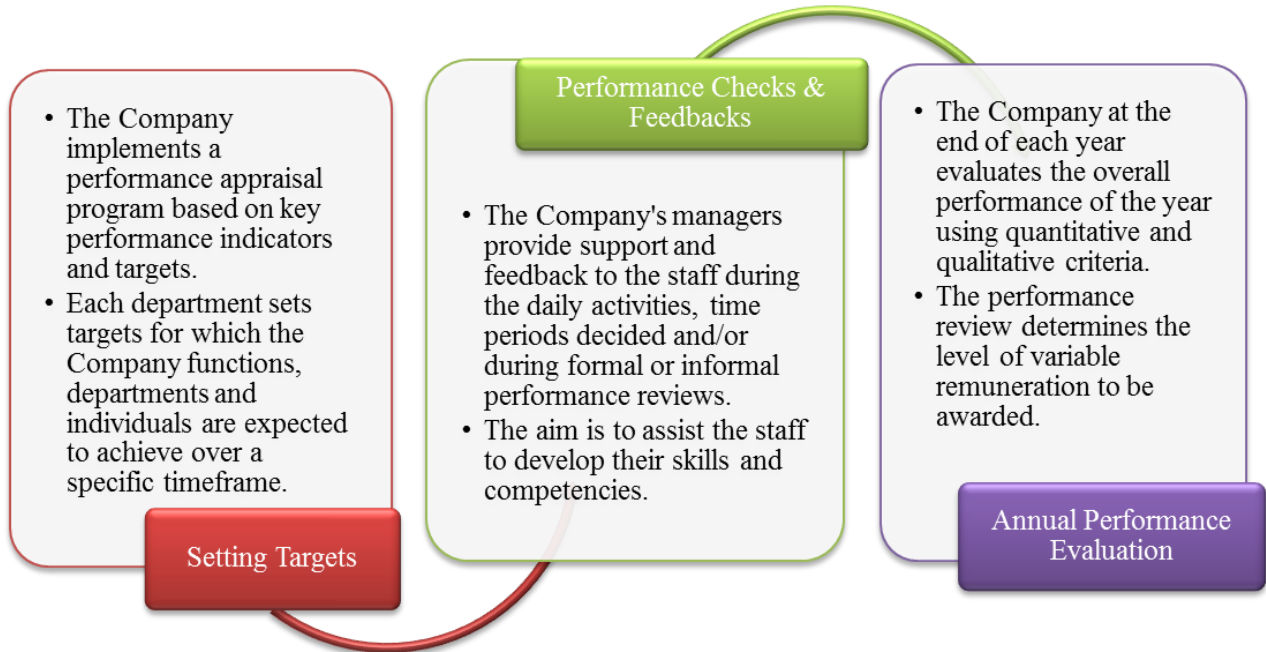 • The Company
implements a
performance appraisal
program based on key
performance indicators
and targets.
• Each department sets
targets for which the
Company functions,
departments and
individuals are expected
to achieve over a
specific timeframe.
Setting Targets
Performance Checks &
Feedbacks
• The Company's managers
provide support and
feedback to the staff during
the daily activities, time
periods decided and/or
during formal or informal
performance reviews.
• The aim is to assist the staff
to develop their skills and
competencies.
• The Company at the
end of each year
evaluates the overall
performance of the year
using quantitative and
qualitative criteria.
• The performance
review determines the
level of variable
remuneration to be
awarded.
Annual Performance
Evaluation